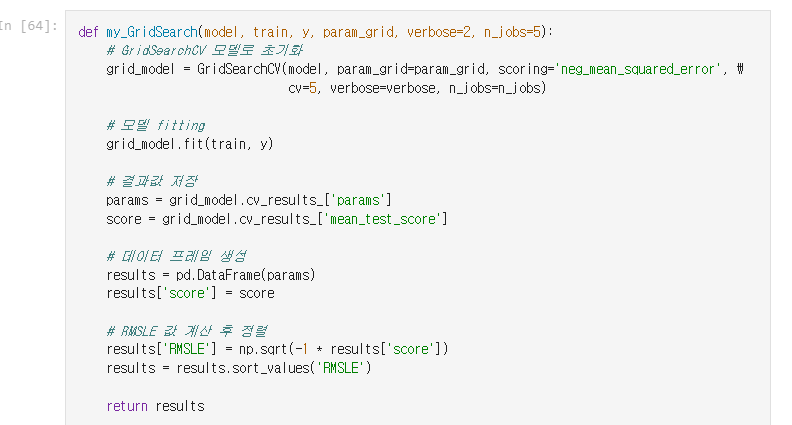 In [64]:
def my_GridSearch(model, train, y, param_grid, verbose=2, n_jobs=5):
# GridSearchCV 모델로 초기화
grid_model = GridSearchCV(model, param_grid=param_grid, scoring='neg_mean_squared_error', ₩
cv=5, verbose=verbose, n_jobs=n_jobs)
# 모델 fitting
grid_model.fit(train, y)
# 결과값 저장
params = grid_model.cv_results_['params']
score = grid_model.cv_results_['mean_test_score']
# 데이터 프레임 생성
results = pd.DataFrame(params)
results['score'] = score
# RMSLE 값 계산 후 정렬
results['RMSLE'] = np.sqrt(-1 * results['score'])
results = results.sort_values('RMSLE')
return results